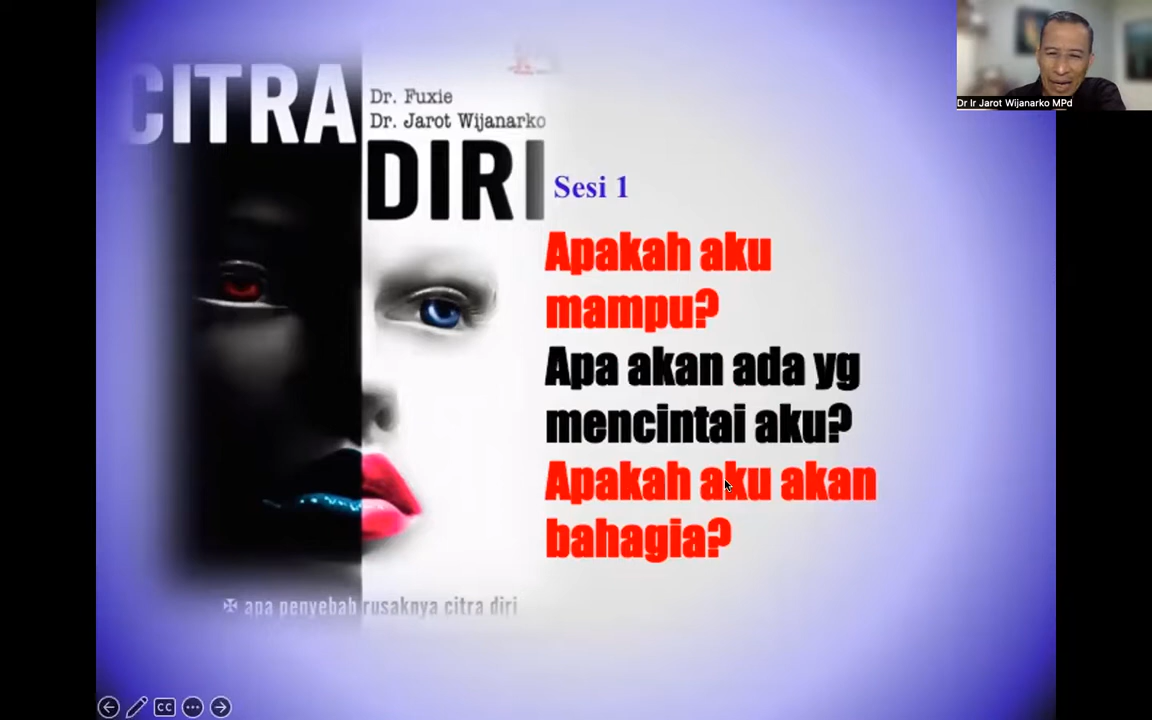 CITRA
Dr. Fuxie
Dr. Jarot Wijanarko
DIRI
Sesi 1
Apakah aku
mampu?
Apa akan ada yg
mencintai aku?
Apakah aku akan
bahagia?
apa penyebab rusaknya citra diri
Dr Ir Jarot Wijanarko MPd
CC